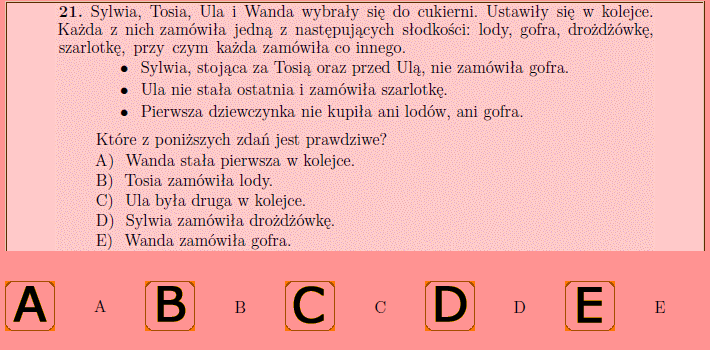 21. Sylwia, Tosia, Ula i Wanda wybrały się do cukierni. Ustawiły się w kolejce.
Każda z nich zamówiła jedną z następujących słodkości: lody, gofra, drożdżówkę,
szarlotkę, przy czym każda zamówiła co innego.
• Sylwia, stojąca za Tosią oraz przed Ulą, nie zamówiła gofra.
• Ula nie stała ostatnia i zamówiła szarlotkę.
• Pierwsza dziewczynka nie kupiła ani lodów, ani gofra.
Które z poniższych zdań jest prawdziwe?
A) Wanda stała pierwsza w kolejce.
B) Tosia zamówiła lody.
C) Ula była druga w kolejce.
D) Sylwia zamówiła drożdżówkę.
E) Wanda zamówiła gofra.
A A B B C C D D E E